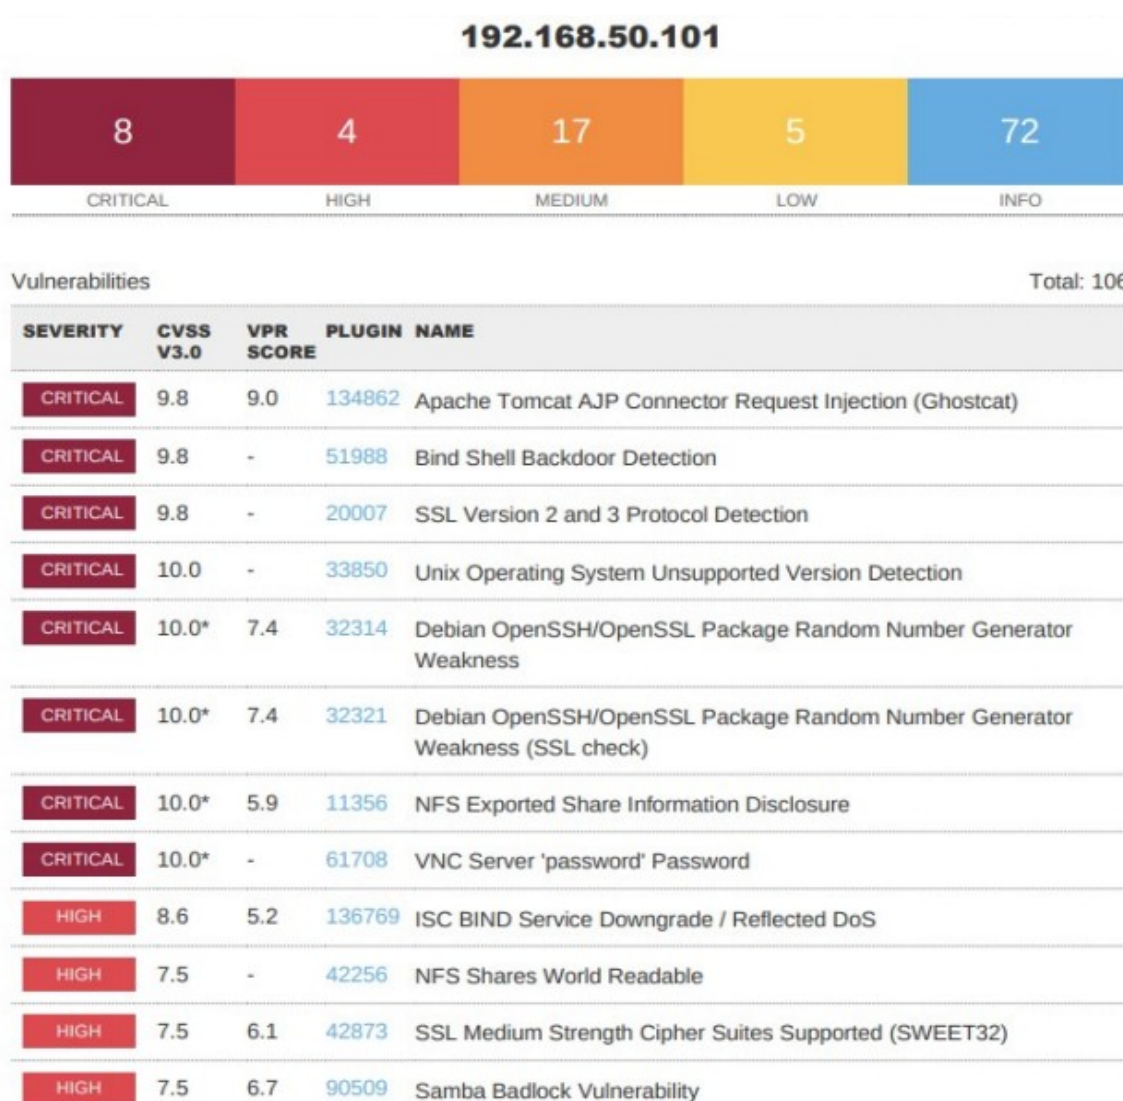 192.168.50.101
8 4 17 5 72
CRITICAL HIGH MEDIUM LOW INFO
Vulnerabilities Total: 106
SEVERITY CVSS V3.0 VPR SCORE PLUGIN NAME
CRITICAL 9.8 9.0 134862 Apache Tomcat AJP Connector Request Injection (Ghostcat)
CRITICAL 9.8 - 51988 Bind Shell Backdoor Detection
CRITICAL 9.8 - 20007 SSL Version 2 and 3 Protocol Detection
CRITICAL 10.0 - 33850 Unix Operating System Unsupported Version Detection
CRITICAL 10.0* 7.4 32314 Debian OpenSSH/OpenSSL Package Random Number Generator
Weakness
CRITICAL 10.0* 7.4 32321 Debian OpenSSH/OpenSSL Package Random Number Generator
Weakness (SSL check)
CRITICAL 10.0* 5.9 11356 NFS Exported Share Information Disclosure
CRITICAL 10.0* - 61708 VNC Server 'password' Password
HIGH 8.6 5.2 136769 ISC BIND Service Downgrade / Reflected DoS
HIGH 7.5 - 42256 NFS Shares World Readable
HIGH 7.5 6.1 42873 SSL Medium Strength Cipher Suites Supported (SWEET32)
HIGH 7.5 6.7 90509 Samba Badlock Vulnerability